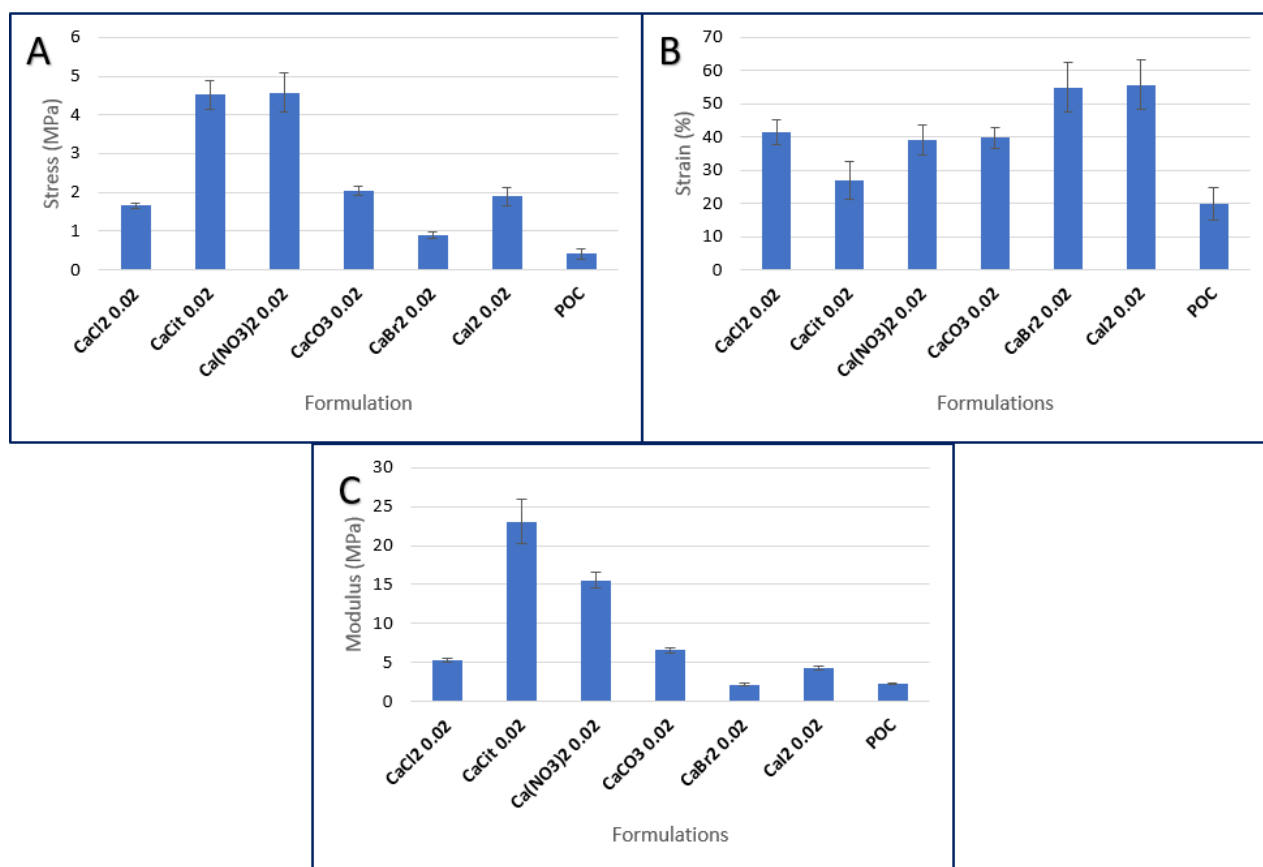 A
Stress (MPa)
6
5
4
3
2
1
0
CaCl2 0.02
CaCit 0.02
Ca(NO3)2 0.02
CaCO3 0.02
CaBr2 0.02
CaI2 0.02
POC
Formulation
B
Strain (%)
70
60
50
40
30
20
10
0
CaCl2 0.02
CaCit 0.02
Ca(NO3)2 0.02
CaCO3 0.02
CaBr2 0.02
CaI2 0.02
POC
Formulations
C
Modulus (MPa)
30
25
20
15
10
5
0
CaCl2 0.02
CaCit 0.02
Ca(NO3)2 0.02
CaCO3 0.02
CaBr2 0.02
CaI2 0.02
POC
Formulations